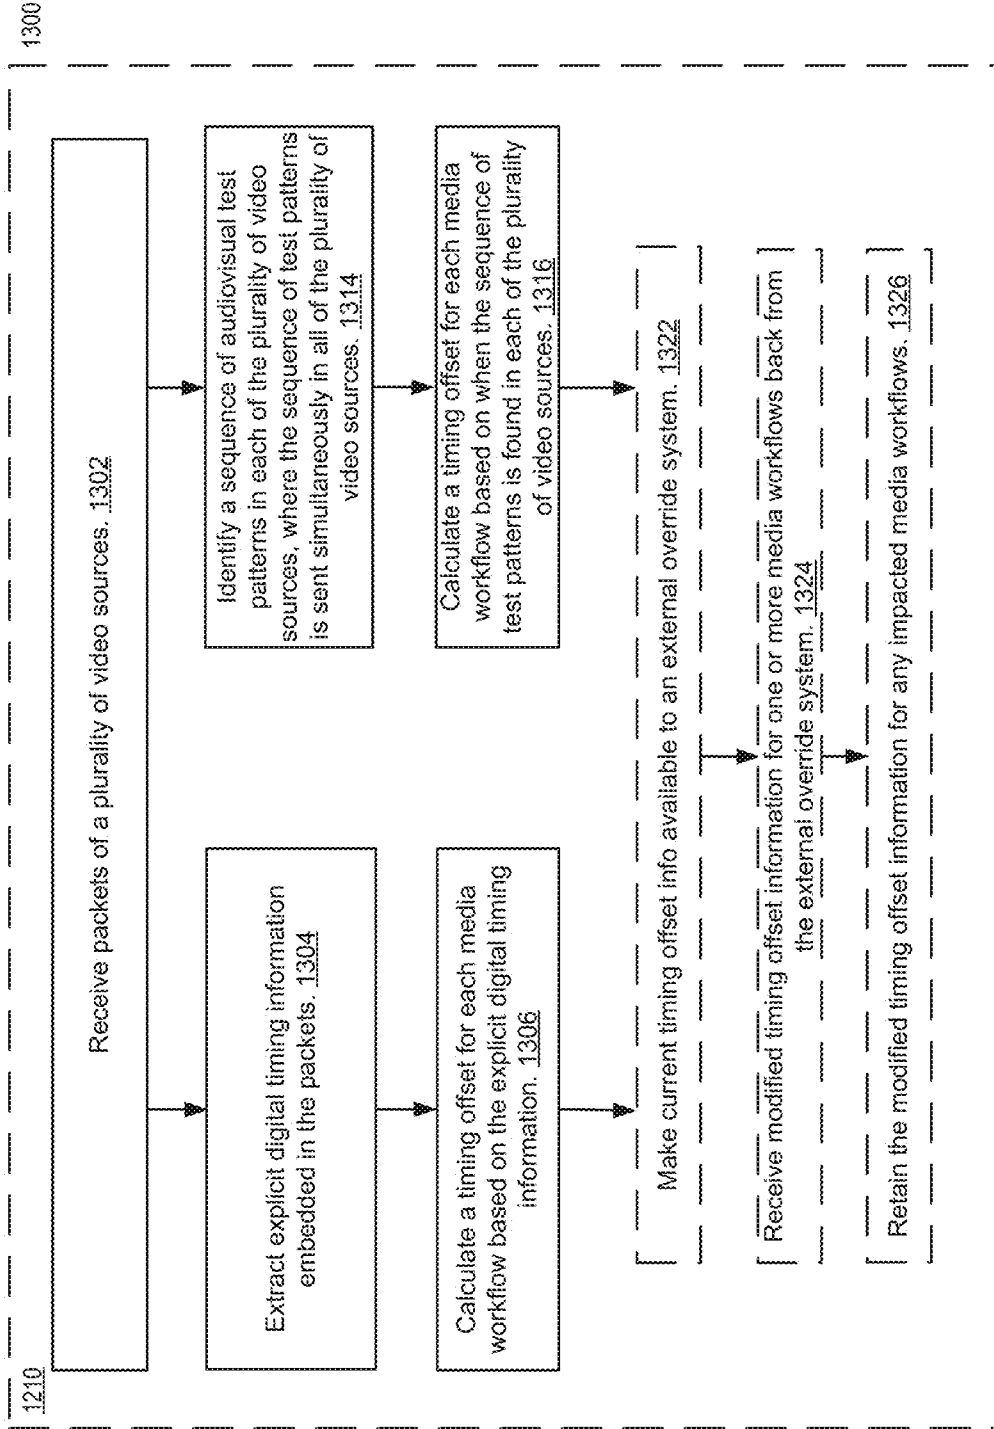 1300
1210
Receive packets of a plurality of video sources. 1302
Extract explicit digital timing information
embedded in the packets. 1304
Calculate a timing offset for each media
workflow based on the explicit digital timing
information. 1306
Identify a sequence of audiovisual test
patterns in each of the plurality of video
sources, where the sequence of test patterns
is sent simultaneously in all of the plurality of
video sources. 1314
Calculate a timing offset for each media
workflow based on when the sequence of
test patterns is found in each of the plurality
of video sources. 1316
Make current timing offset info available to an external override system. 1322
Receive modified timing offset information for one or more media workflows back from
the external override system. 1324
Retain the modified timing offset information for any impacted media workflows. 1326